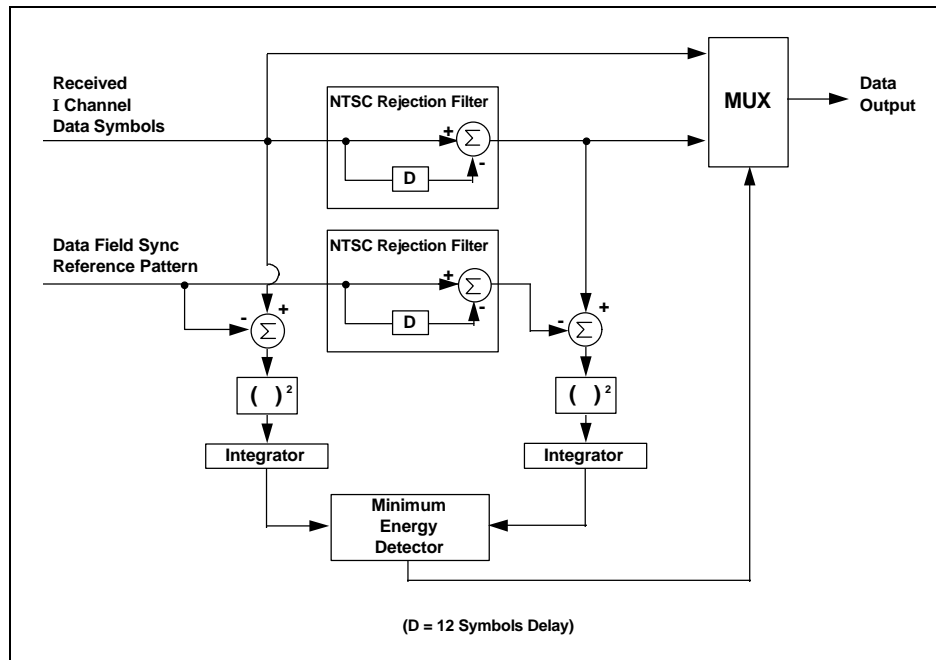 Received
I Channel
Data Symbols
NTSC Rejection Filter
+
Σ
-
D
MUX
Data
Output
Data Field Sync
Reference Pattern
NTSC Rejection Filter
+
Σ
-
D
- +
Σ
- +
Σ
( )²
( )²
Integrator
Integrator
Minimum
Energy
Detector
(D = 12 Symbols Delay)